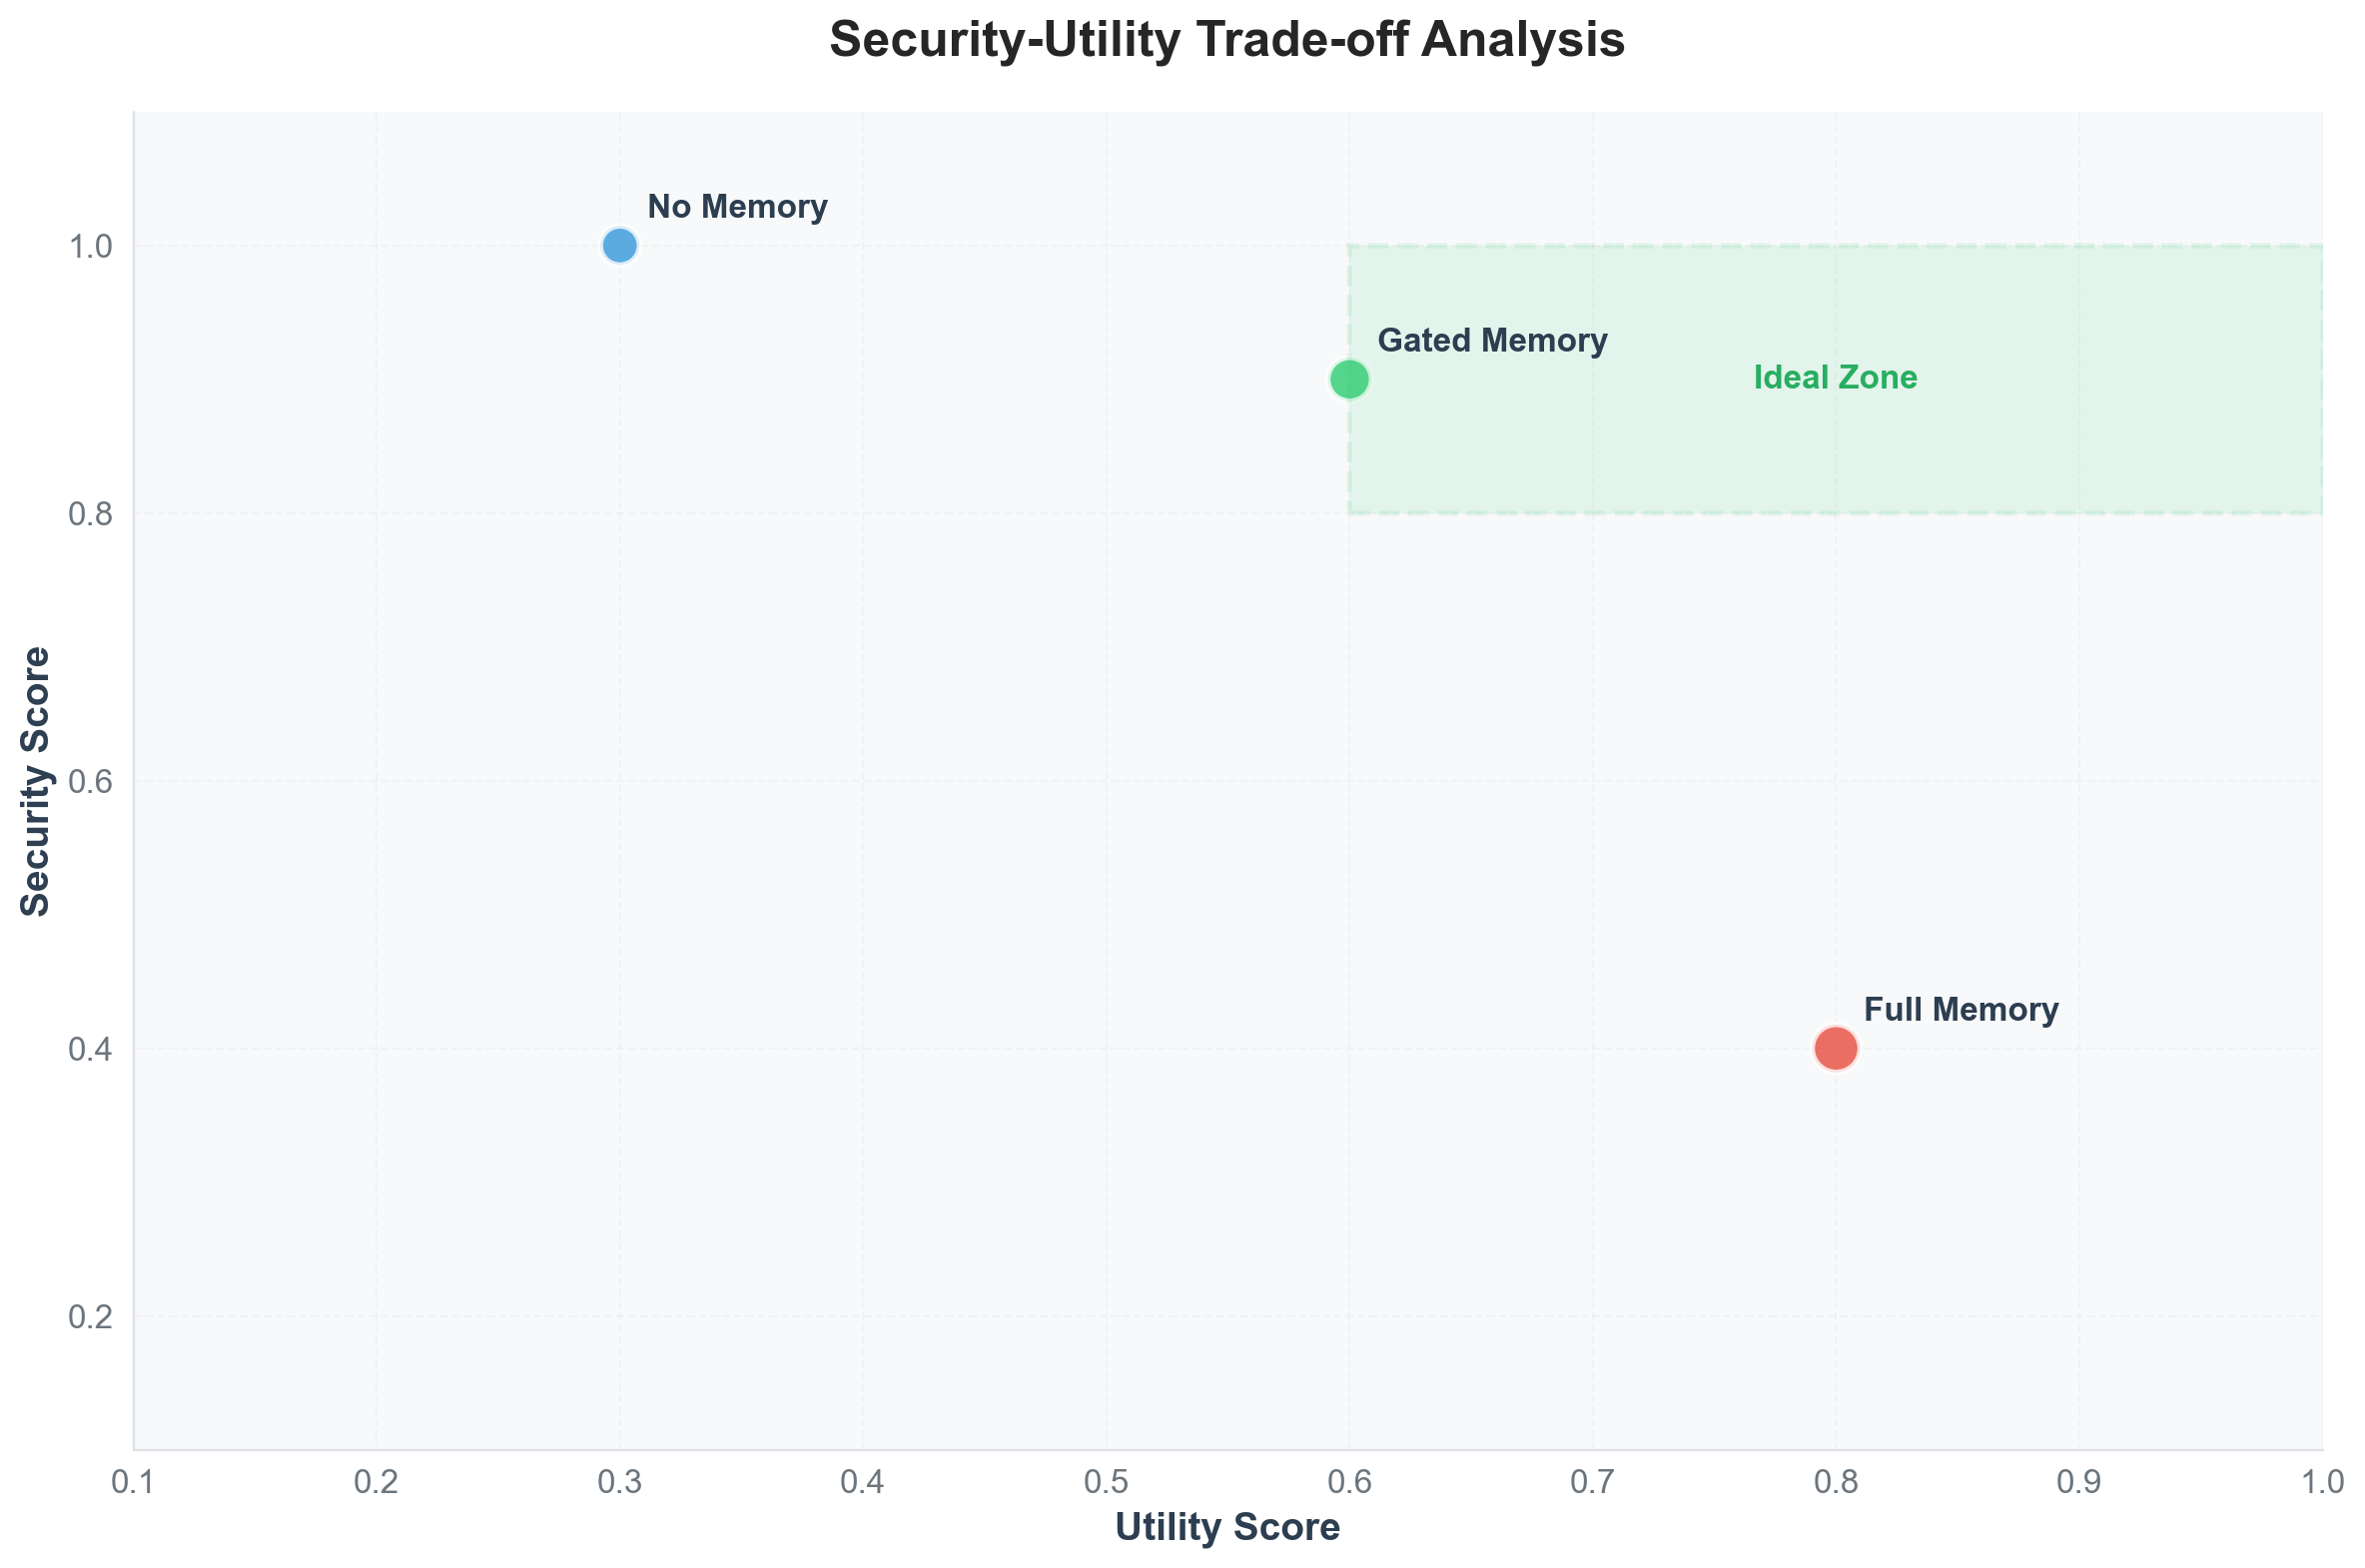 Security-Utility Trade-off Analysis
No Memory
1.0
Gated Memory
Ideal Zone
0.8
Security Score
0.6
Full Memory
0.4
0.2
0.1 0.2 0.3 0.4 0.5 0.6 0.7 0.8 0.9 1.0
Utility Score